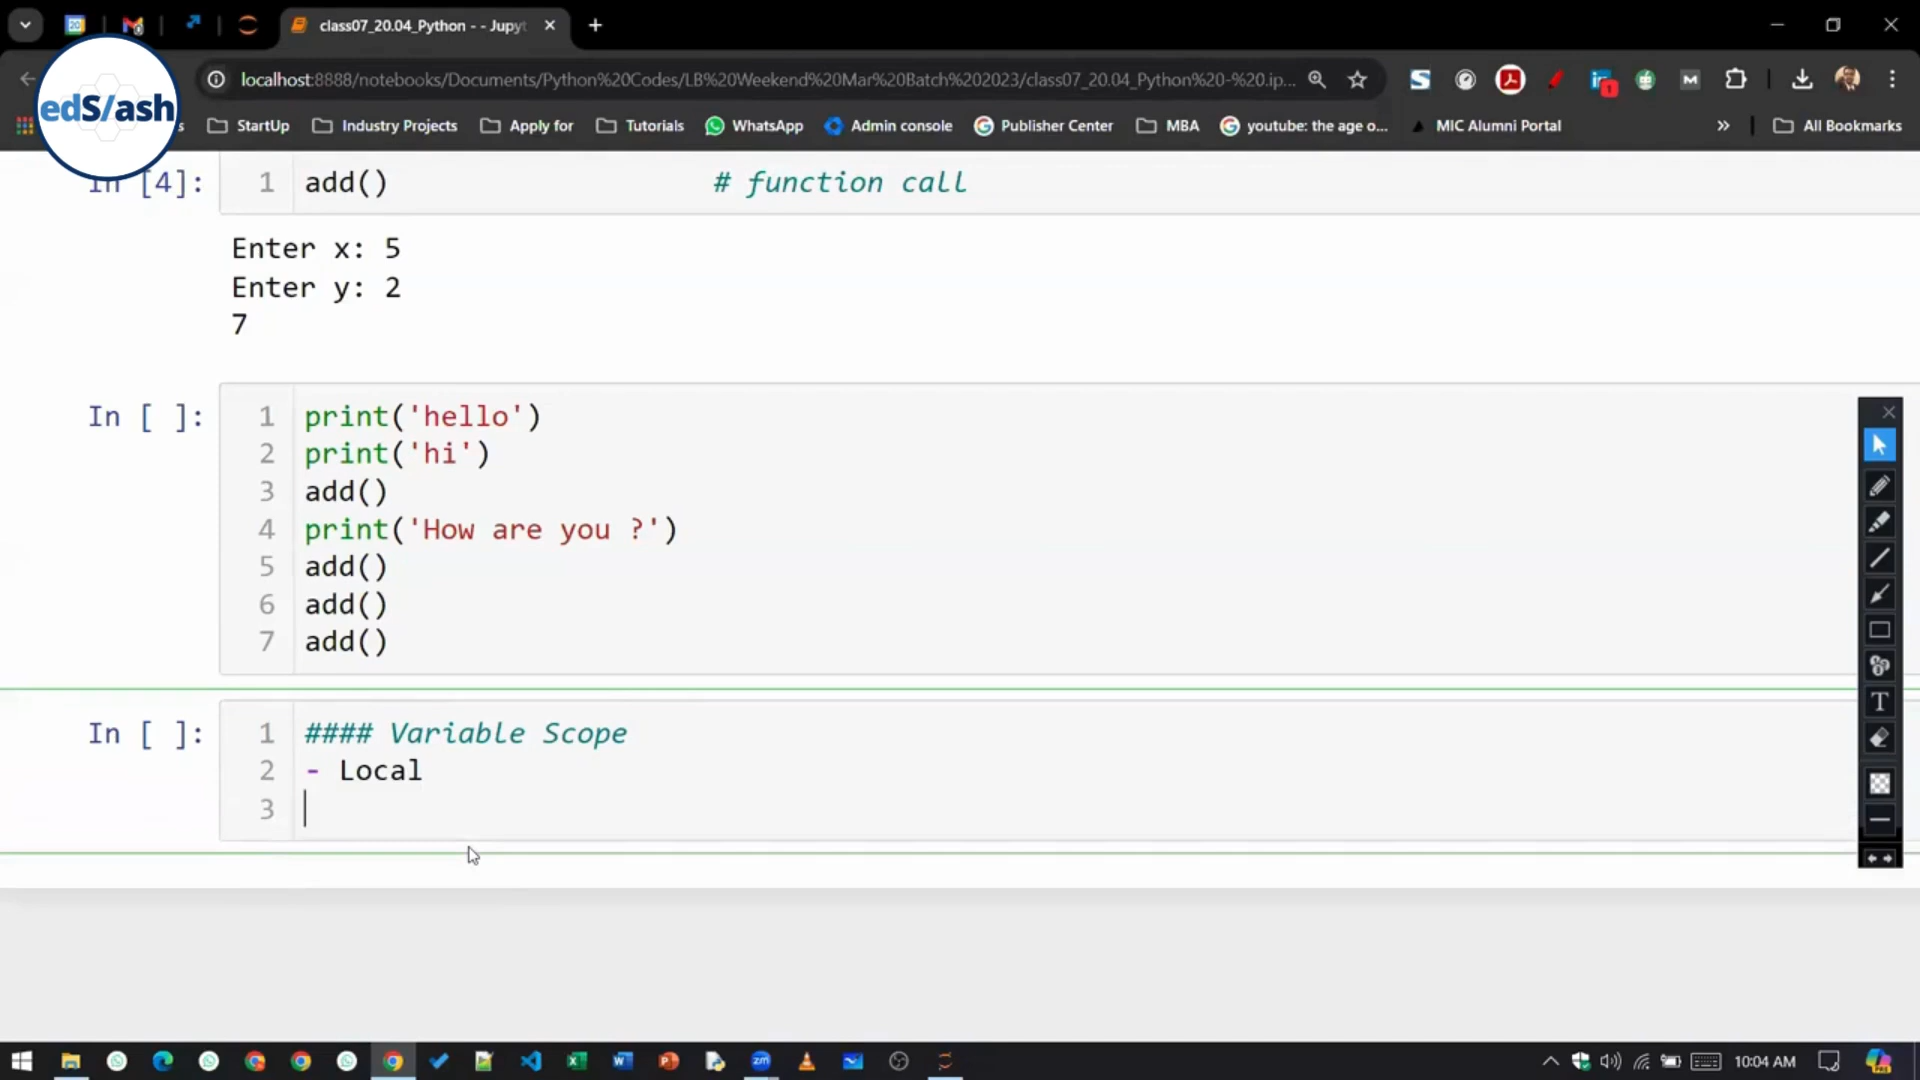 class07_20.04_Python - - Jupyt
localhost:8888/notebooks/Documents/Python%20Codes/LB%20Weekend%20Mar%20Batch%202023/class07_20.04_Python%20-%20.ip...
edS/ash
s StartUp Industry Projects Apply for Tutorials WhatsApp Admin console Publisher Center MBA youtube: the age o... MIC Alumni Portal » All Bookmarks
In [4]: 1 add() # function call
Enter x: 5
Enter y: 2
7
In [ ]: 1 print('hello')
2 print('hi')
3 add()
4 print('How are you ?')
5 add()
6 add()
7 add()
In [ ]: 1 #### Variable Scope
2 - Local
3
10:04 AM